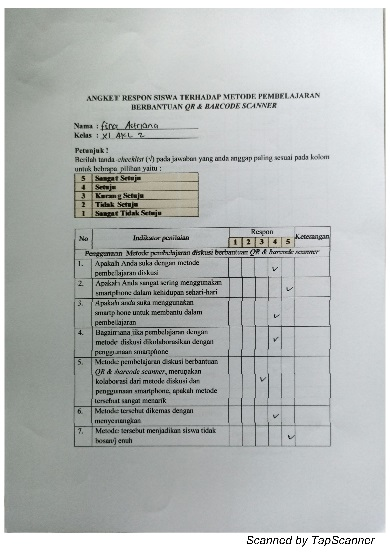 ANGKET RESPON SISWA TERHADAP METODE PEMBELAJARAN
BERBANTUAN QR & BARCODE SCANNER
Nama : Fina Adriana
Kelas : XI AKL 2
Petunjuk !
Berilah tanda checklist (√) pada jawaban yang anda anggap paling sesuai pada kolom
untuk bebrapa pilihan yaitu :
5 Sangat Setuju
4 Setuju
3 Kurang Setuju
2 Tidak Setuju
1 Sangat Tidak Setuju
No Indikator penilaian Respon Keterangan
1 2 3 4 5
Penggunaan Metode pembelajaran diskusi berbantuan QR & barcode scanner
1. Apakah Anda suka dengan metode
pembellajaran diskusi ✓
2. Apakah Anda sangat sering menggunakan
smartphone dalam kehidupan sehari-hari ✓
3. Apakah anda suka menggunakan
smartphone untuk membantu dalam
pembellajaran ✓
4. Bagaimana jika pembelajaran dengan
metode diskusi dikolaborasikan dengan ✓
penggunaan smartphone
5. Metode pembelajaran diskusi berbantuan
QR & barcode scanner, merupakan
kolaborasi dari metode diskusi dan ✓
penggunaan smartphone, apakah metode
tersebut sangat menarik
6. Metode tersebut dikemas dengan
menyenangkan ✓
7. Metode tersebut menjadikan siswa tidak
bosan/j enuh ✓
Scanned by TapScanner